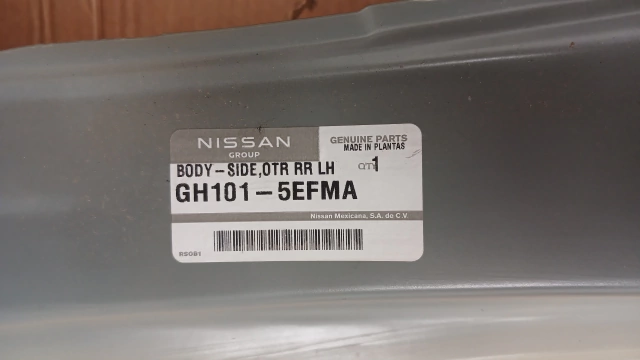 NISSAN
GROUP
GENUINE PARTS
MADE IN PLANTAS
BODY-SIDE,OTR RR LH
QTY 1
GH101-5EFMA
Nissan Mexicana, S.A. de C.V.
R9081